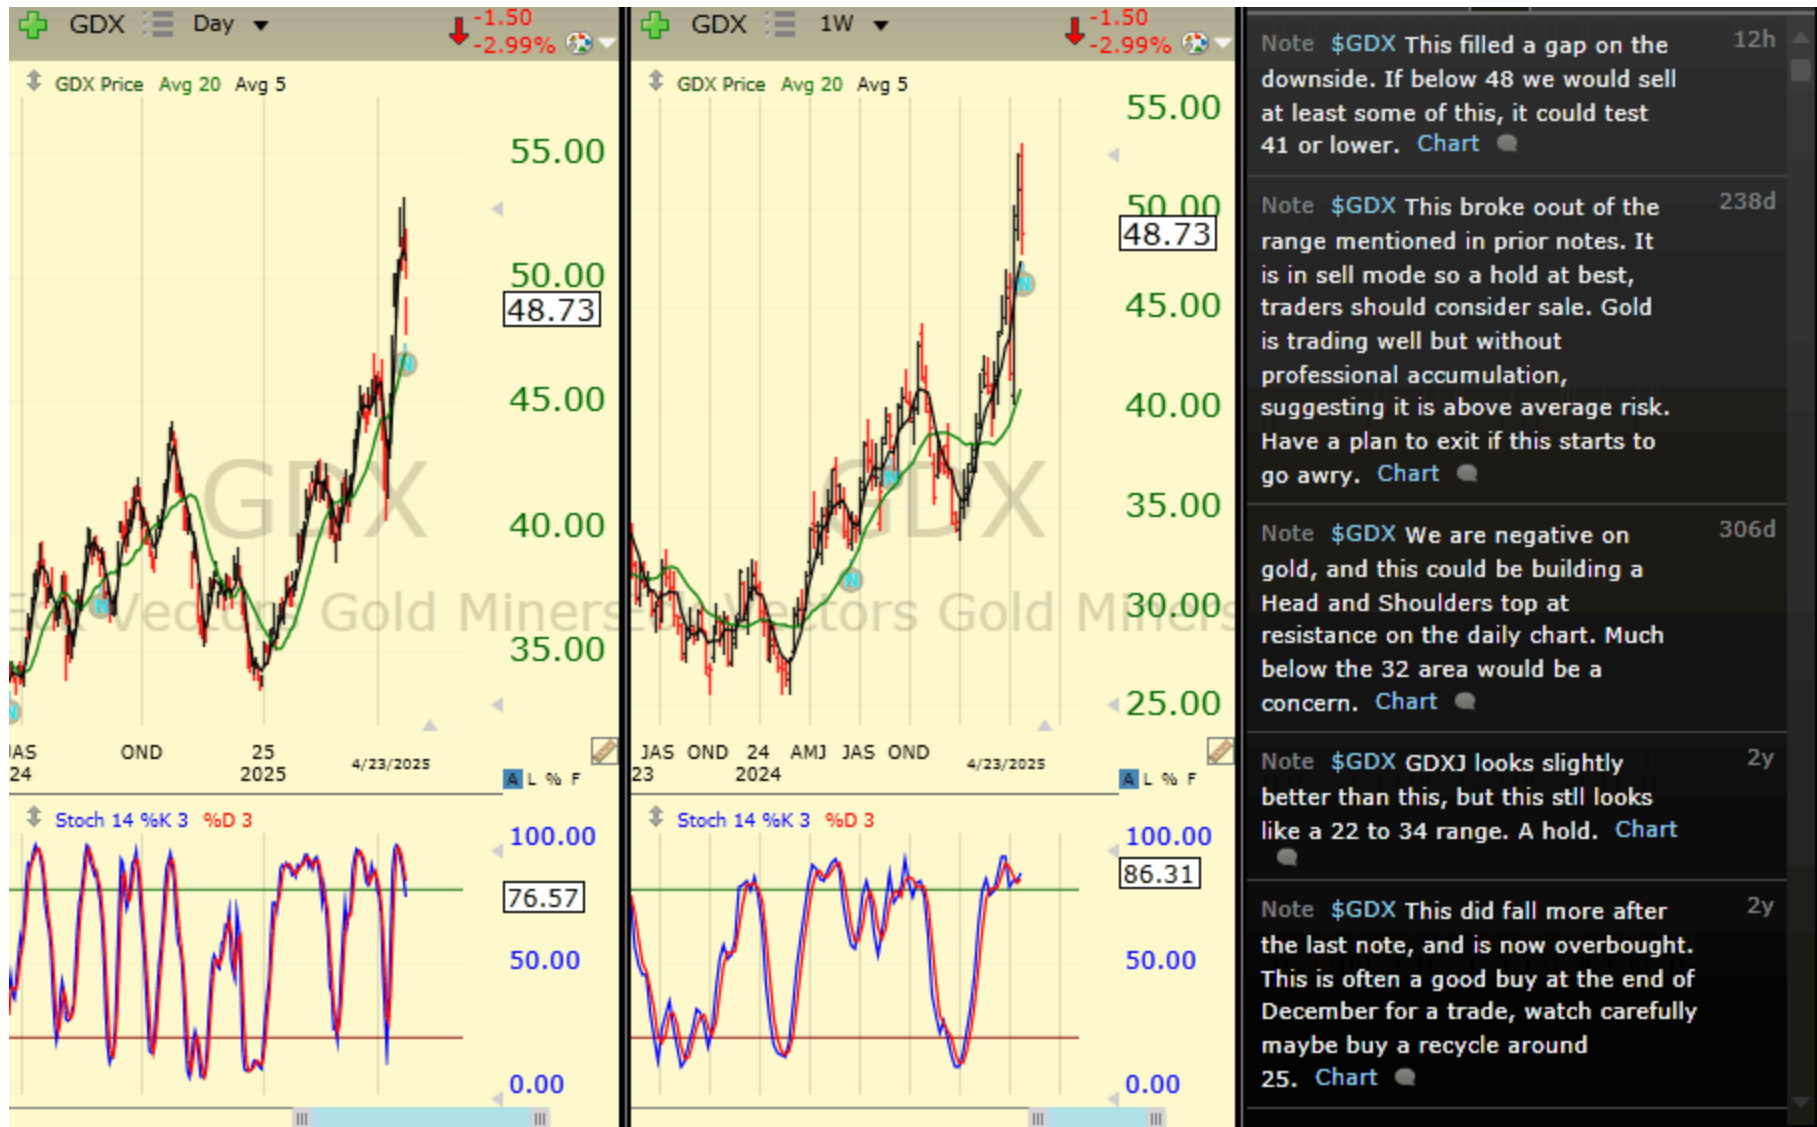 GDX Day
-1.50
-2.99%
GDX Price Avg 20 Avg 5
55.00
50.00
48.73
45.00
40.00
35.00
GDX
Vectors Gold Miners
N
N
N
JAS OND 25
24 2025 4/23/2025
A L % F
Stoch 14 %K 3 %D 3
100.00
76.57
50.00
0.00
GDX 1W
-1.50
-2.99%
GDX Price Avg 20 Avg 5
55.00
50.00
48.73
45.00
40.00
35.00
30.00
25.00
GDX
Vectors Gold Miners
N
N
N
JAS OND 24 AMJ JAS OND
23 2024 4/23/2025
A L % F
Stoch 14 %K 3 %D 3
100.00
86.31
50.00
0.00
Note $GDX This filled a gap on the 12h
downside. If below 48 we would sell
at least some of this, it could test
41 or lower. Chart
Note $GDX This broke oout of the 238d
range mentioned in prior notes. It
is in sell mode so a hold at best,
traders should consider sale. Gold
is trading well but without
professional accumulation,
suggesting it is above average risk.
Have a plan to exit if this starts to
go awry. Chart
Note $GDX We are negative on 306d
gold, and this could be building a
Head and Shoulders top at
resistance on the daily chart. Much
below the 32 area would be a
concern. Chart
Note $GDX GDXJ looks slightly 2y
better than this, but this stll looks
like a 22 to 34 range. A hold. Chart
Note $GDX This did fall more after 2y
the last note, and is now overbought.
This is often a good buy at the end of
December for a trade, watch carefully
maybe buy a recycle around
25. Chart